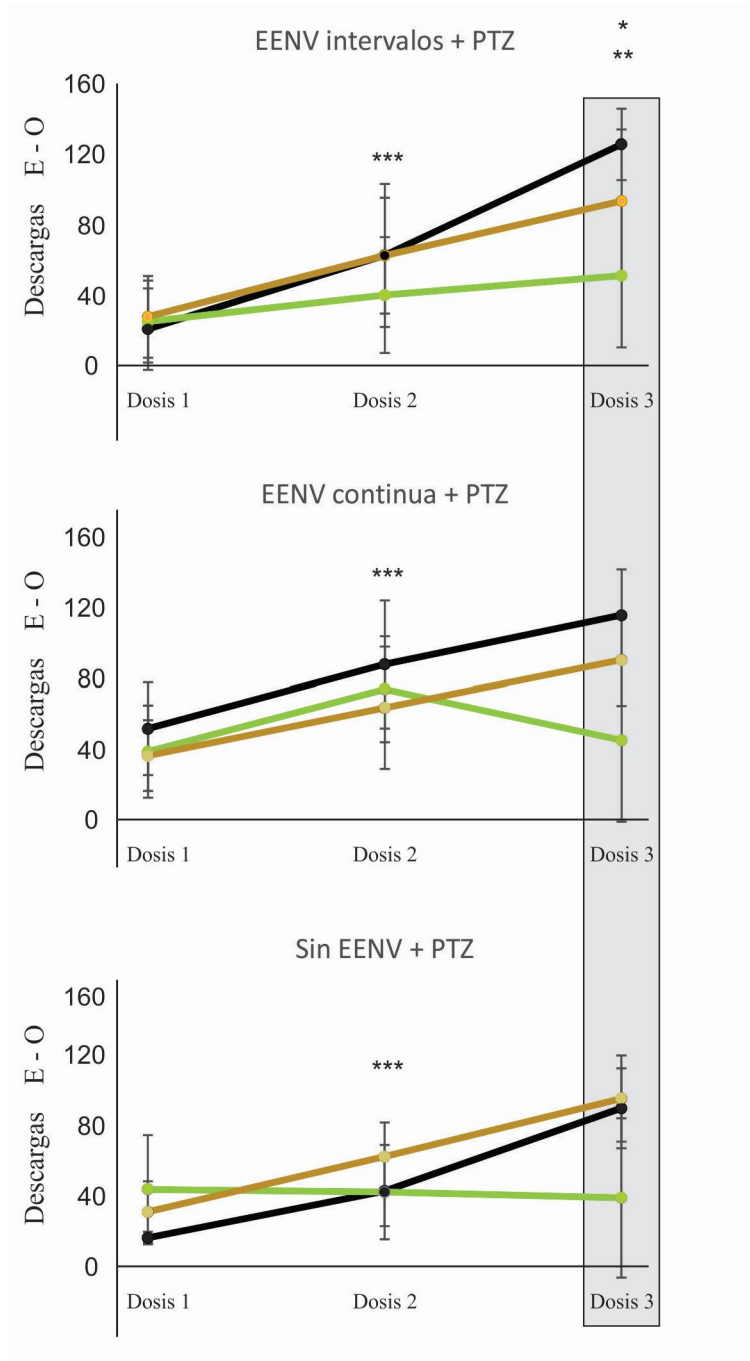 EENV intervalos + PTZ
*
**
***
Descargas E - O
160
120
80
40
0
Dosis 1 Dosis 2 Dosis 3
EENV continua + PTZ
***
Descargas E - O
160
120
80
40
0
Dosis 1 Dosis 2 Dosis 3
Sin EENV + PTZ
***
Descargas E - O
160
120
80
40
0
Dosis 1 Dosis 2 Dosis 3